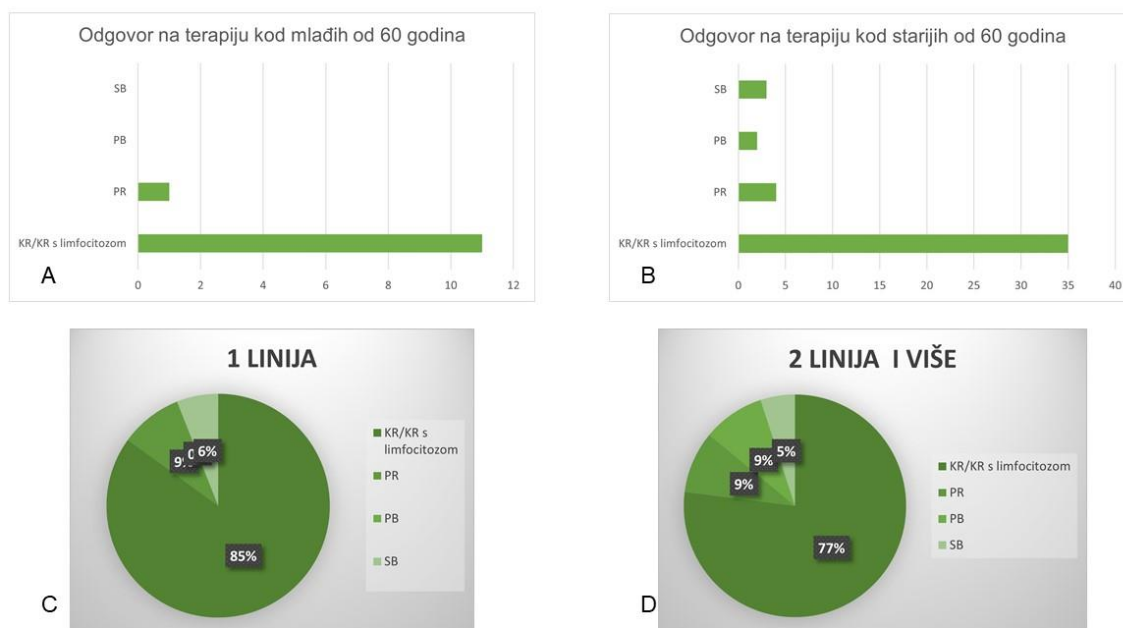 Odgovor na terapiju kod mlađih od 60 godina
SB
PB
PR
KR/KR s limfocitozom
0 2 4 6 8 10 12
A
Odgovor na terapiju kod starijih od 60 godina
SB
PB
PR
KR/KR s limfocitozom
0 5 10 15 20 25 30 35 40
B
1 LINIJA
6%
9%
85%
KR/KR s
limfocitozom
PR
PB
SB
C
2 LINIJA I VIŠE
5%
9%
9%
77%
KR/KR s limfocitozom
PR
PB
SB
D